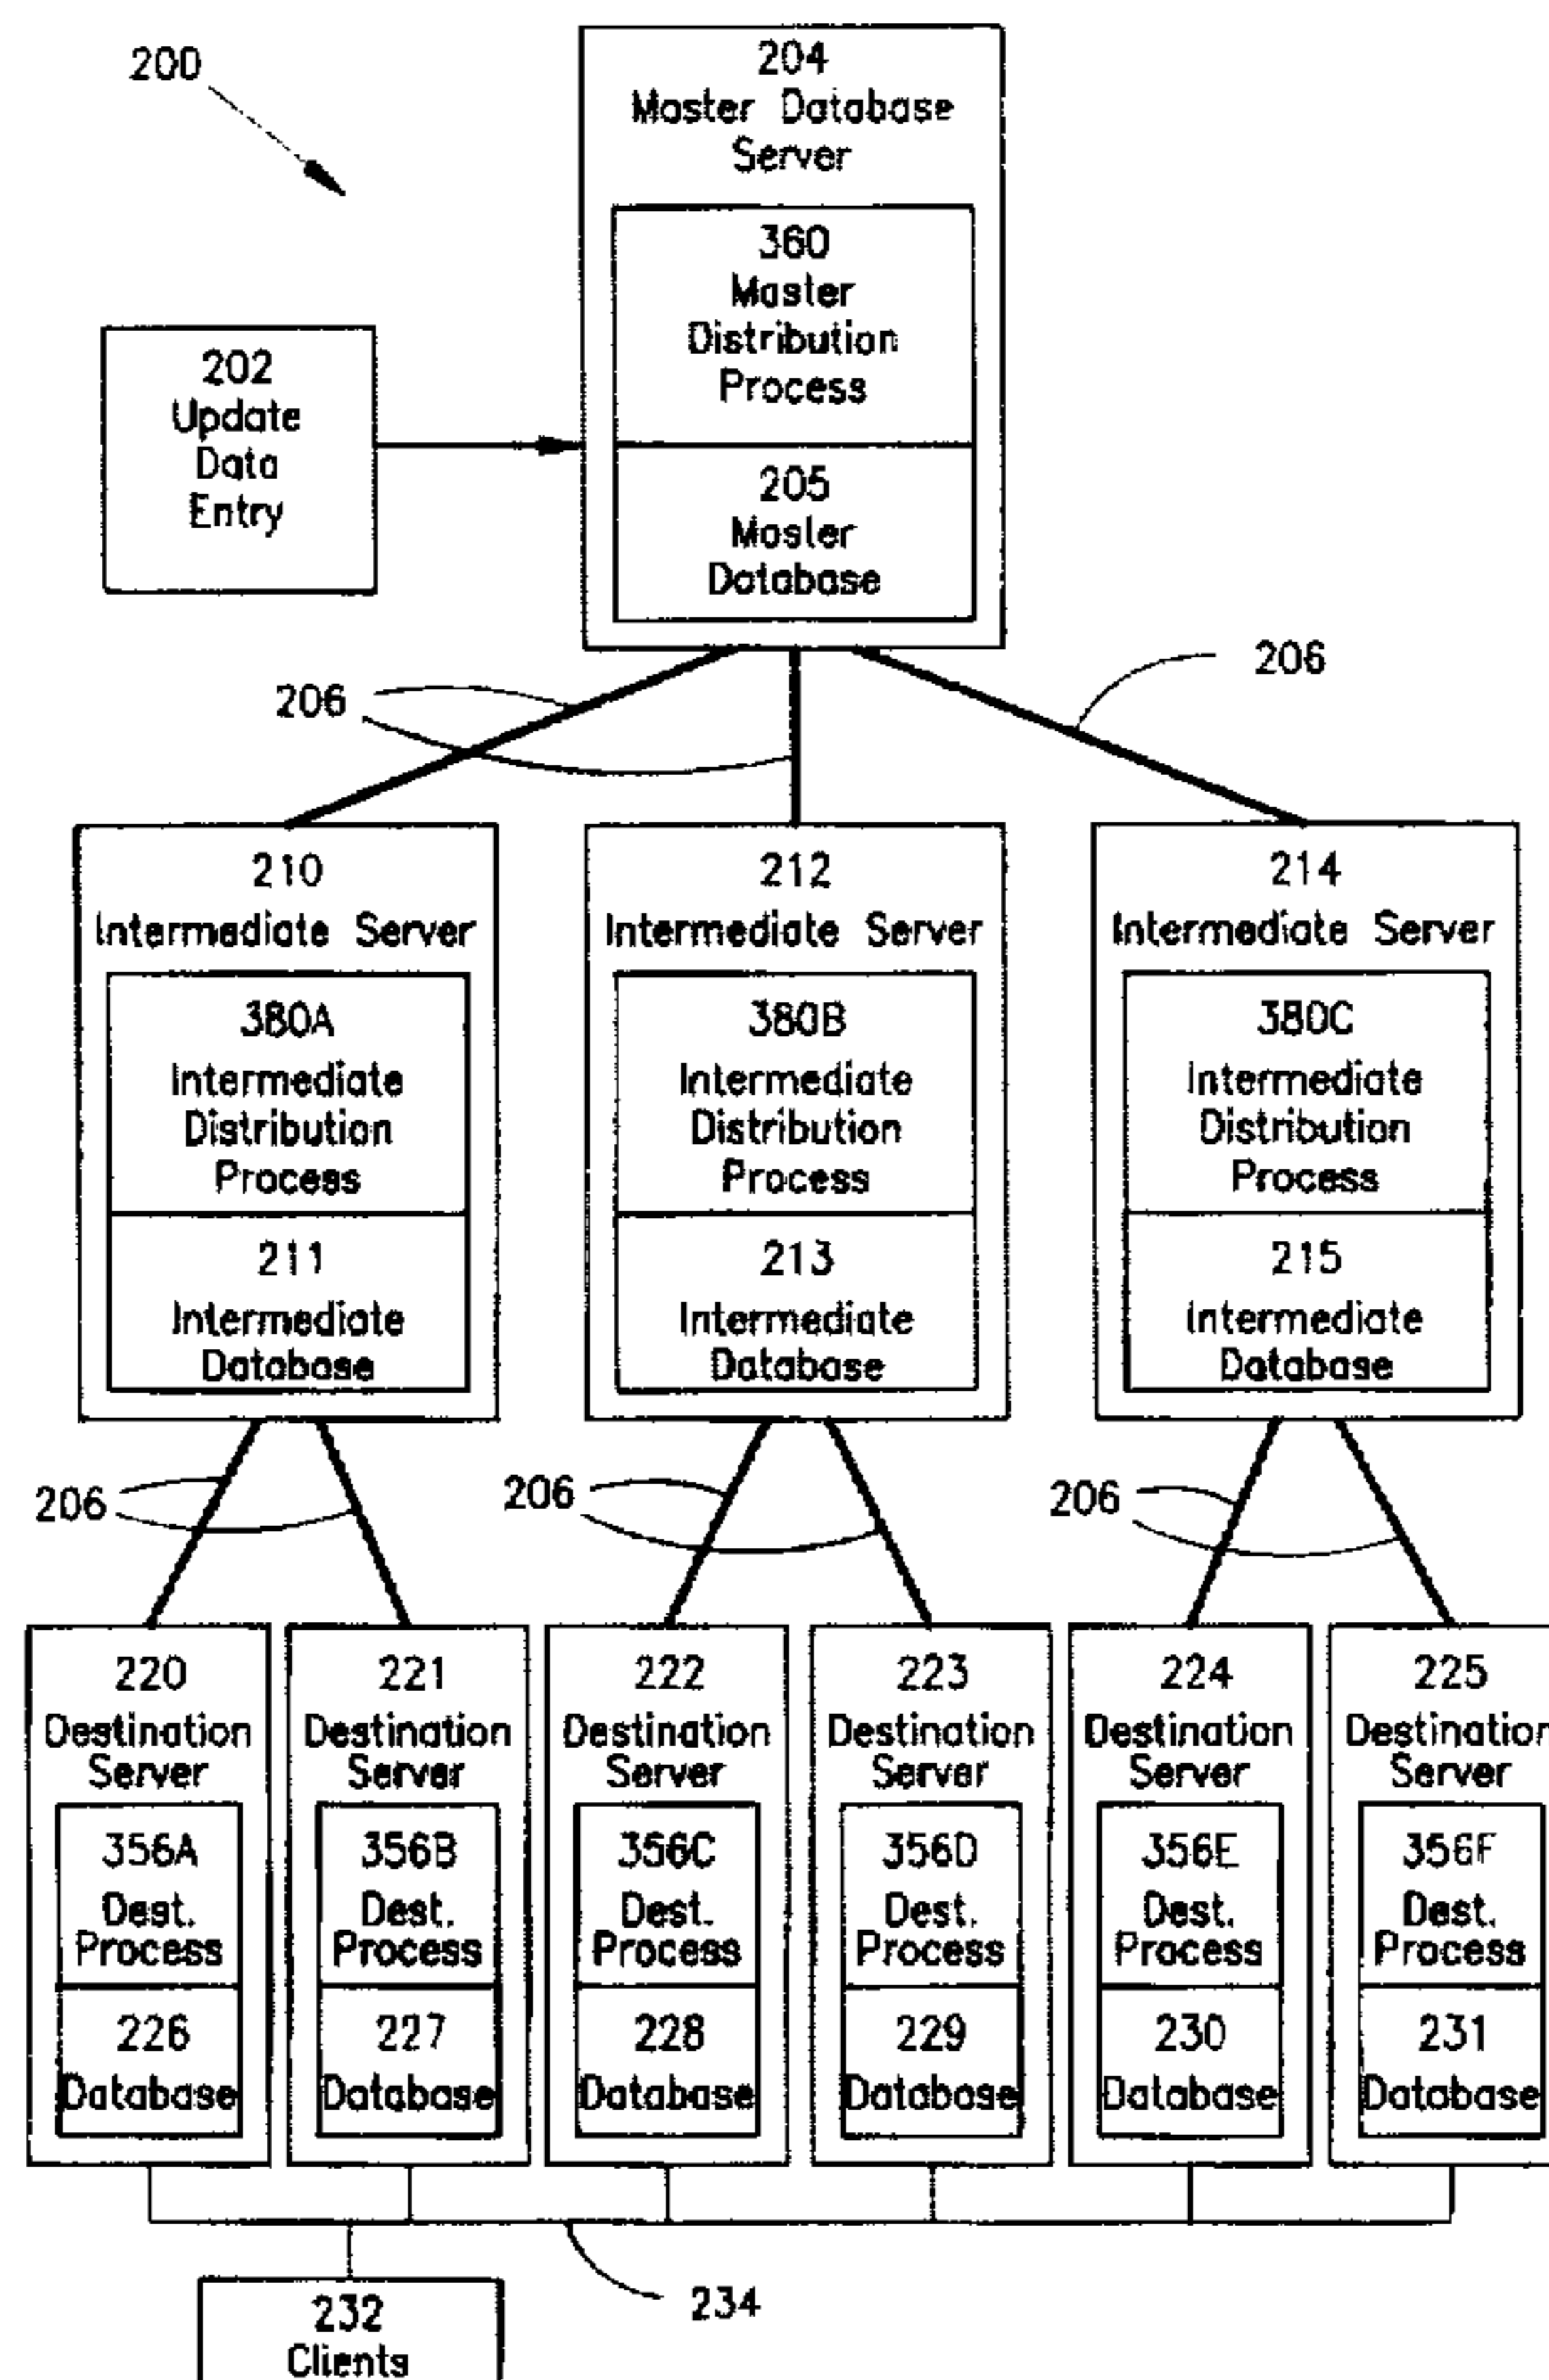 200
204
Master Database
Server
360
Master
Distribution
Process
202
Update
Data
Entry
205
Master
Database
206
206
210
Intermediate Server
380A
Intermediate
Distribution
Process
211
Intermediate
Database
212
Intermediate Server
380B
Intermediate
Distribution
Process
213
Intermediate
Database
214
Intermediate Server
380C
Intermediate
Distribution
Process
215
Intermediate
Database
206
206
206
220
Destination
Server
356A
Dest.
Process
226
Database
221
Destination
Server
356B
Dest.
Process
227
Database
222
Destination
Server
356C
Dest.
Process
228
Database
223
Destination
Server
356D
Dest.
Process
229
Database
224
Destination
Server
356E
Dest.
Process
230
Database
225
Destination
Server
356F
Dest.
Process
231
Database
234
232
Clients